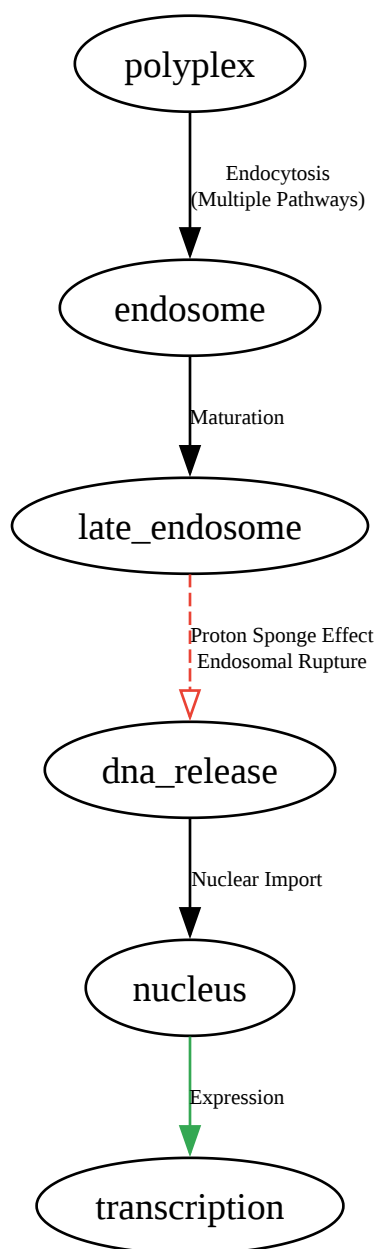 polyplex
Endocytosis
(Multiple Pathways)
endosome
Maturation
late_endosome
Proton Sponge Effect
Endosomal Rupture
dna_release
Nuclear Import
nucleus
Expression
transcription